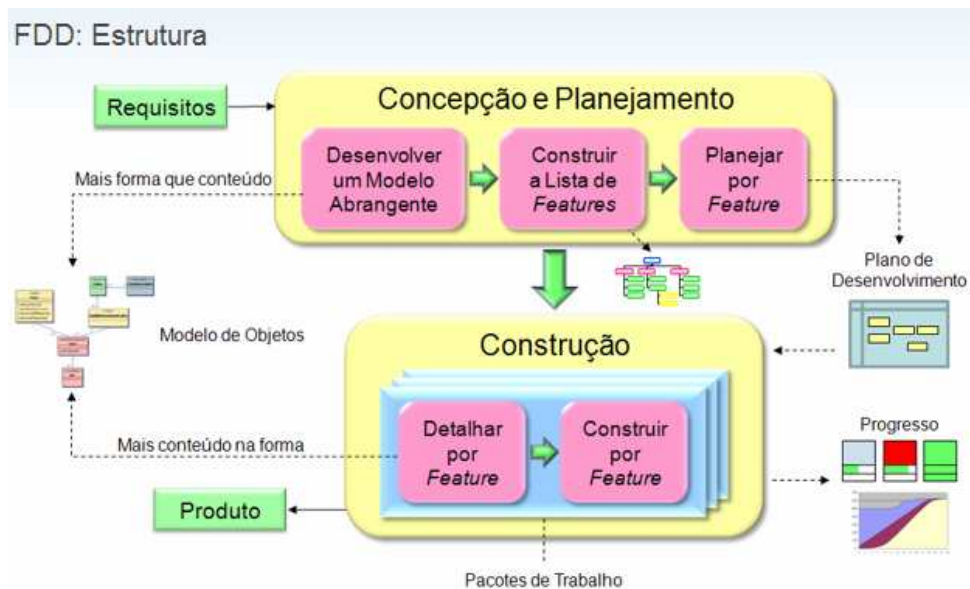 FDD: Estrutura
Requisitos
Concepção e Planejamento
Desenvolver
um Modelo
Abrangente
Construir
a Lista de
Features
Planejar
por
Feature
Mais forma que conteúdo
Plano de
Desenvolvimento
Modelo de Objetos
Construção
Detalhar
por
Feature
Construir
por
Feature
Mais conteúdo na forma
Progresso
Produto
Pacotes de Trabalho